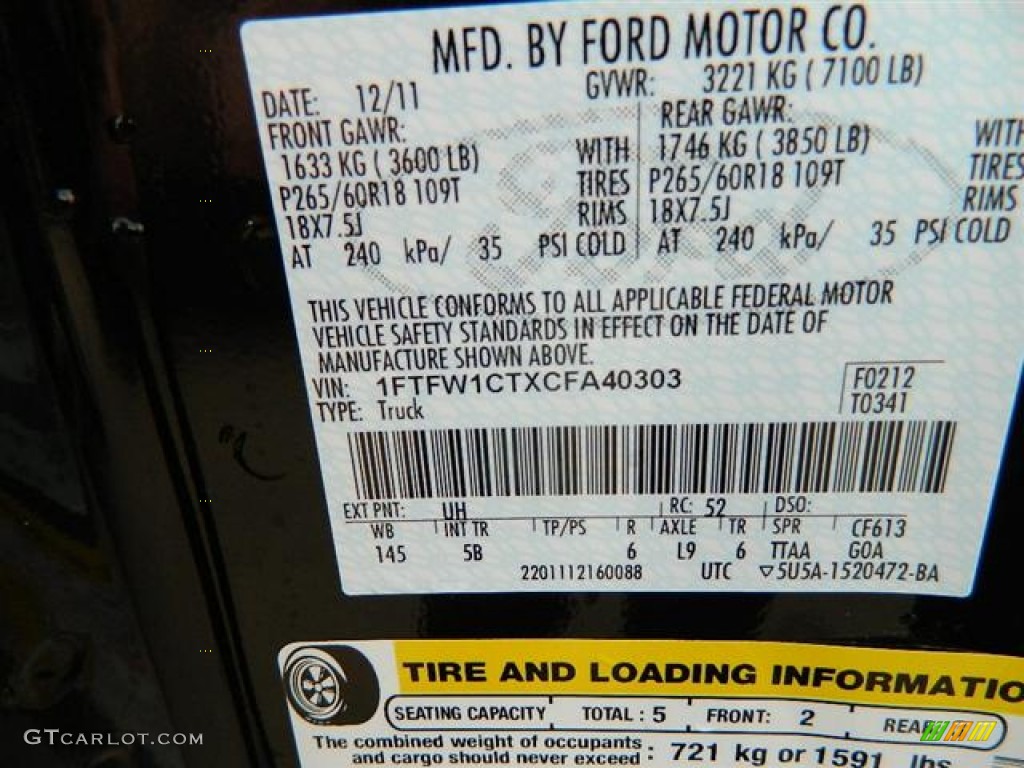 MFD. BY FORD MOTOR CO.
DATE: 12/11 GVWR: 3221 KG ( 7100 LB)
FRONT GAWR: REAR GAWR:
1633 KG ( 3600 LB) WITH 1746 KG ( 3850 LB) WITH
P265/60R18 109T TIRES P265/60R18 109T TIRES
18X7.5J RIMS 18X7.5J RIMS
AT 240 kPa/ 35 PSI COLD AT 240 kPa/ 35 PSI COLD
THIS VEHICLE CONFORMS TO ALL APPLICABLE FEDERAL MOTOR
VEHICLE SAFETY STANDARDS IN EFFECT ON THE DATE OF
MANUFACTURE SHOWN ABOVE.
VIN: 1FTFW1CTXCFA40303 F0212
TYPE: Truck T0341
EXT PNT: UH RC: 52 DSO:
WB INT TR TP/PS R AXLE TR SPR CF613
145 5B 6 L9 6 TTAA GOA
2201112160088 UTC ▽5U5A-1520472-BA
TIRE AND LOADING INFORMATIO
SEATING CAPACITY TOTAL : 5 FRONT: 2 REAR
The combined weight of occupants
and cargo should never exceed : 721 kg or 1591 lbs
GTCARLOT.COM